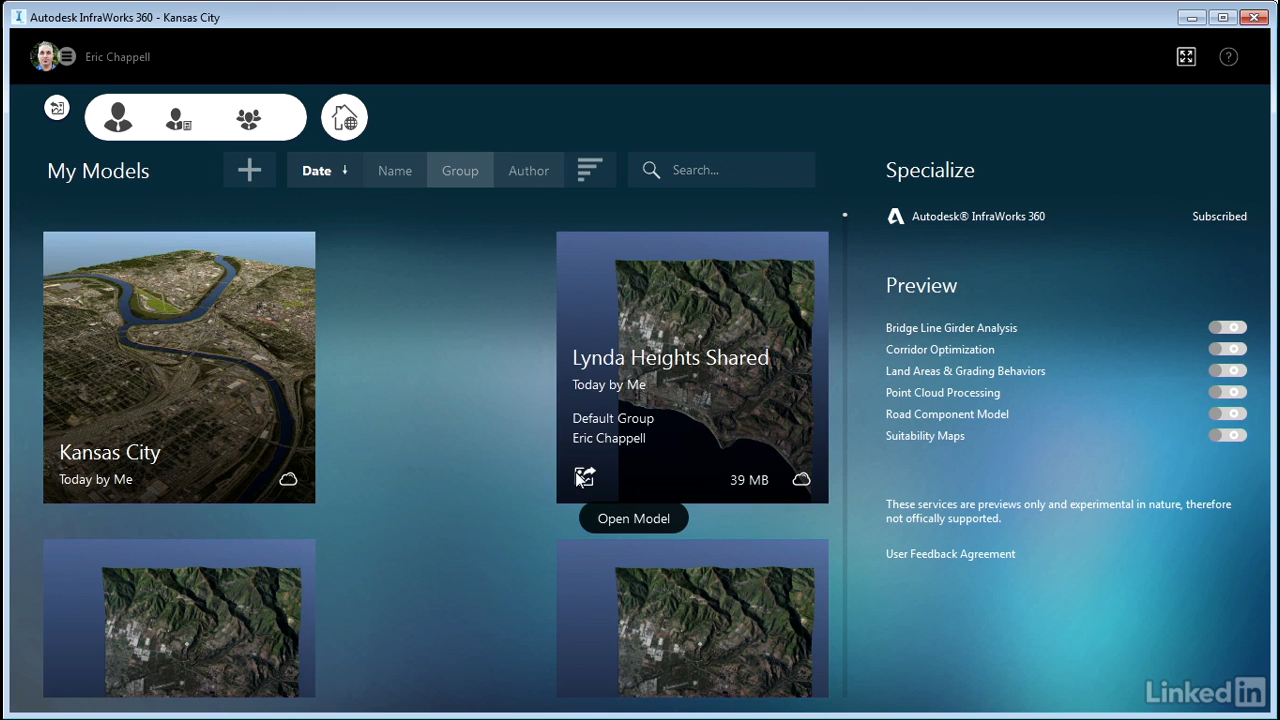 Autodesk InfraWorks 360 - Kansas City
Eric Chappell
?
My Models
Date ↓ Name Group Author
Search...
Kansas City
Today by Me
Lynda Heights Shared
Today by Me
Default Group
Eric Chappell
39 MB
Open Model
Specialize
Autodesk® InfraWorks 360 Subscribed
Preview
Bridge Line Girder Analysis
Corridor Optimization
Land Areas & Grading Behaviors
Point Cloud Processing
Road Component Model
Suitability Maps
These services are previews only and experimental in nature, therefore
not offically supported.
User Feedback Agreement
LinkedIn